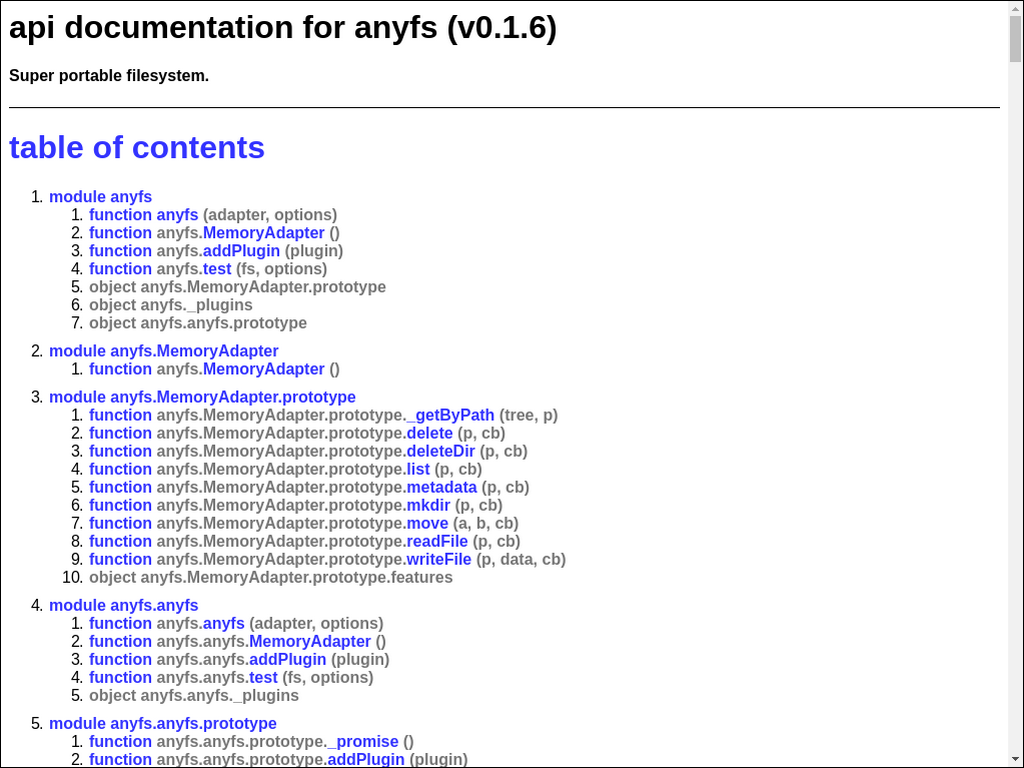 api documentation for anyfs (v0.1.6)
Super portable filesystem.
table of contents
1. module anyfs
1. function anyfs (adapter, options)
2. function anyfs.MemoryAdapter ()
3. function anyfs.addPlugin (plugin)
4. function anyfs.test (fs, options)
5. object anyfs.MemoryAdapter.prototype
6. object anyfs._plugins
7. object anyfs.anyfs.prototype
2. module anyfs.MemoryAdapter
1. function anyfs.MemoryAdapter ()
3. module anyfs.MemoryAdapter.prototype
1. function anyfs.MemoryAdapter.prototype._getByPath (tree, p)
2. function anyfs.MemoryAdapter.prototype.delete (p, cb)
3. function anyfs.MemoryAdapter.prototype.deleteDir (p, cb)
4. function anyfs.MemoryAdapter.prototype.list (p, cb)
5. function anyfs.MemoryAdapter.prototype.metadata (p, cb)
6. function anyfs.MemoryAdapter.prototype.mkdir (p, cb)
7. function anyfs.MemoryAdapter.prototype.move (a, b, cb)
8. function anyfs.MemoryAdapter.prototype.readFile (p, cb)
9. function anyfs.MemoryAdapter.prototype.writeFile (p, data, cb)
10. object anyfs.MemoryAdapter.prototype.features
4. module anyfs.anyfs
1. function anyfs.anyfs (adapter, options)
2. function anyfs.anyfs.MemoryAdapter ()
3. function anyfs.anyfs.addPlugin (plugin)
4. function anyfs.anyfs.test (fs, options)
5. object anyfs.anyfs._plugins
5. module anyfs.anyfs.prototype
1. function anyfs.anyfs.prototype._promise ()
2. function anyfs.anyfs.prototype.addPlugin (plugin)